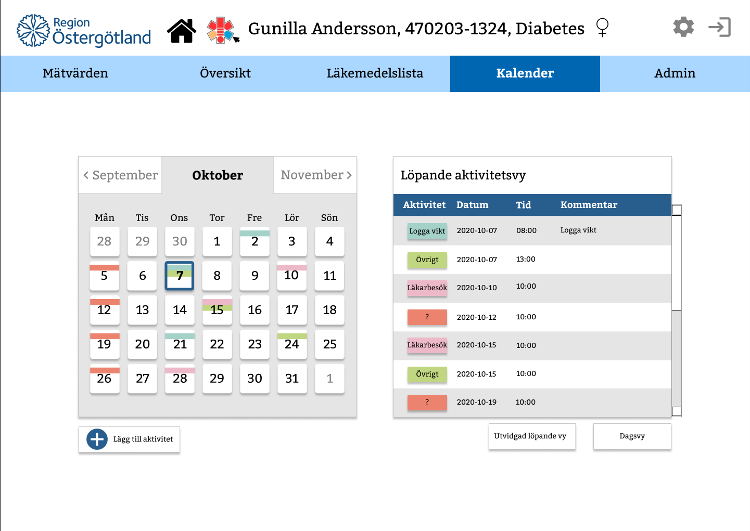 Region
Östergötland
Gunilla Andersson, 470203-1324, Diabetes
Mätvärden Översikt Läkemedelslista Kalender Admin
< September Oktober November >
Mån Tis Ons Tor Fre Lör Sön
28 29 30 1 2 3 4
5 6 7 8 9 10 11
12 13 14 15 16 17 18
19 20 21 22 23 24 25
26 27 28 29 30 31 1
Lägg till aktivitet
Löpande aktivitetsvy
Aktivitet Datum Tid Kommentar
Logga vikt 2020-10-07 08:00 Logga vikt
Övrigt 2020-10-07 13:00
Läkarbesök 2020-10-10 10:00
? 2020-10-12 10:00
Läkarbesök 2020-10-15 10:00
Övrigt 2020-10-15 10:00
? 2020-10-19 10:00
Utvidgad löpande vy Dagsvy